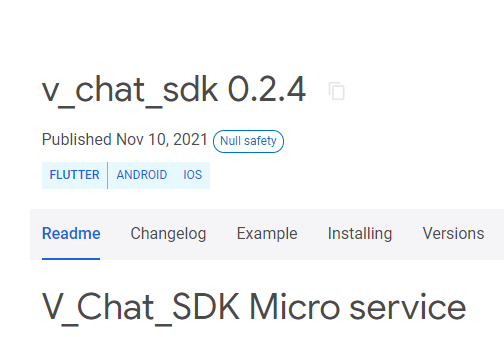 v_chat_sdk 0.2.4
Published Nov 10, 2021 Null safety
FLUTTER ANDROID IOS
Readme Changelog Example Installing Versions
V_Chat_SDK Micro service